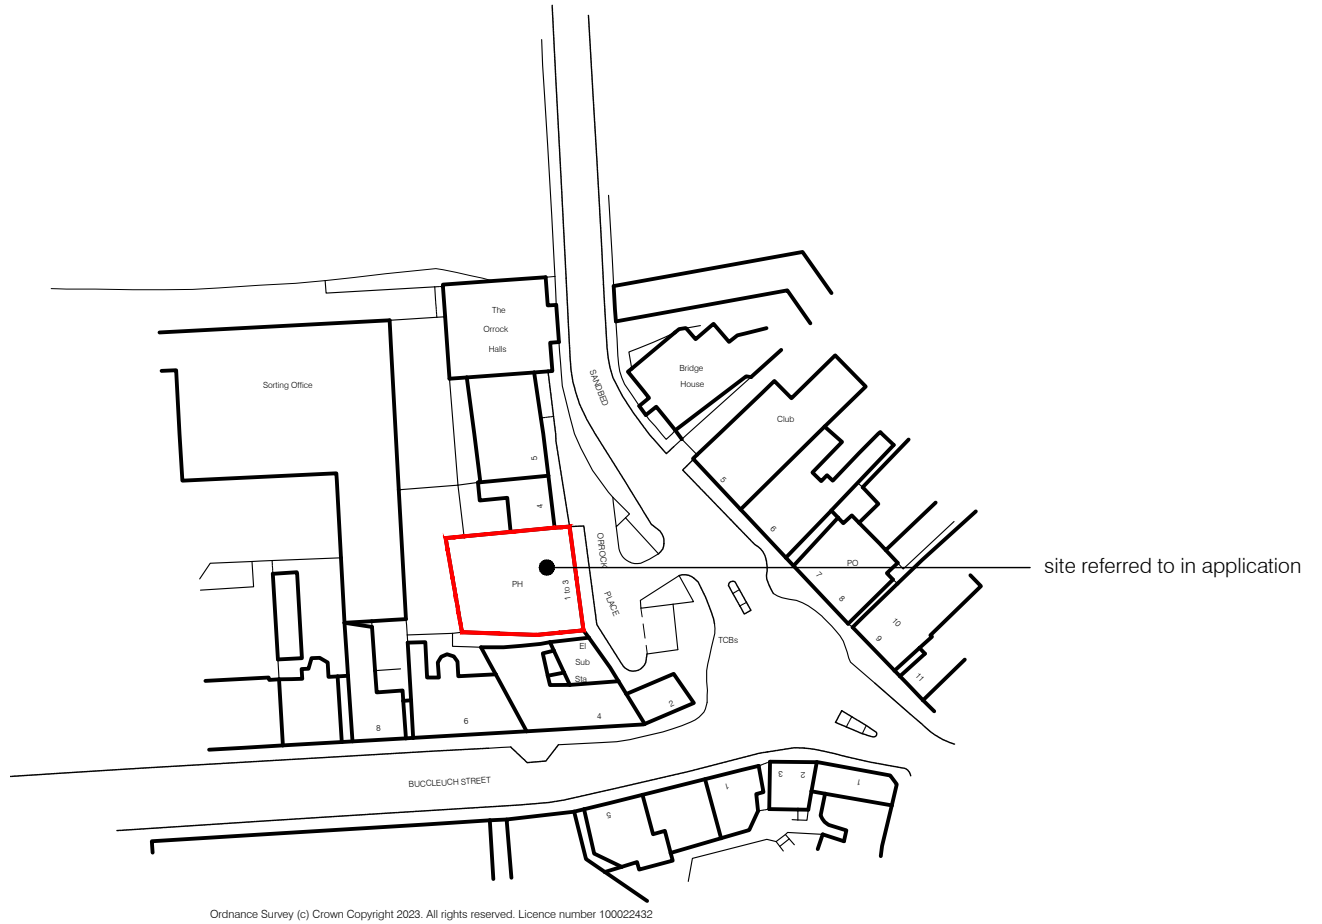 The
Orrock
Halls
Sorting Office
SANDBED
Bridge
House
Club
5
5
6
4
ORROCK
PLACE
PH
1 to 3
site referred to in application
PO
7
8
9
10
11
TCBs
El
Sub
Sta
2
4
6
8
BUCCLEUCH STREET
5
1
3
2
1
Ordnance Survey (c) Crown Copyright 2023. All rights reserved. Licence number 100022432